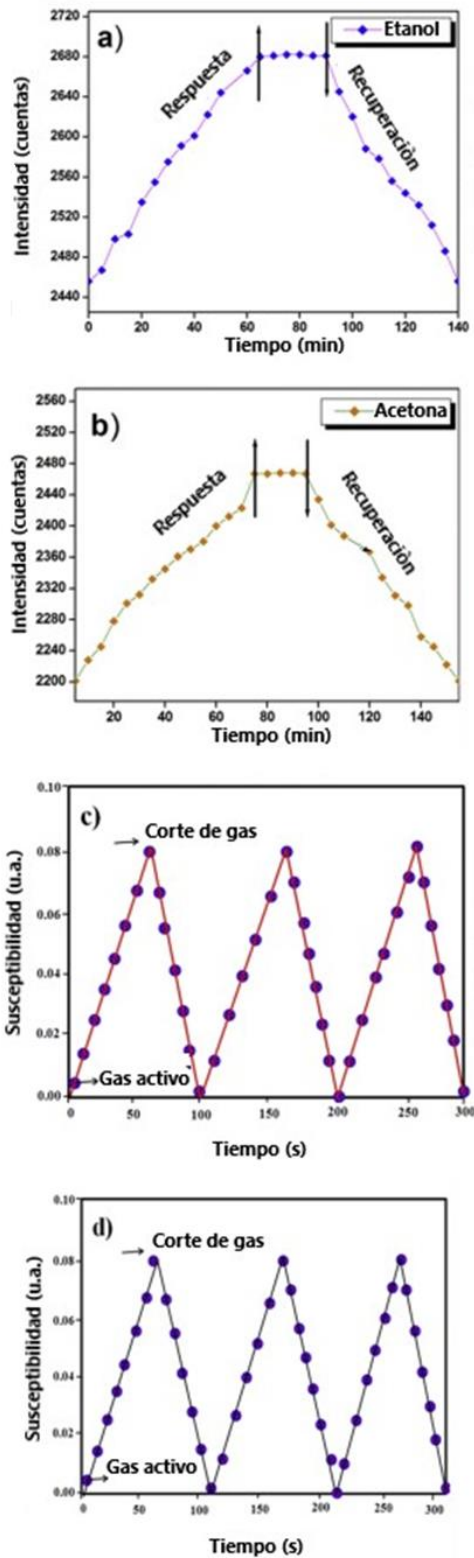 a)
Etanol
Respuesta
Recuperaciòn
Intensidad (cuentas)
2720
2680
2640
2600
2560
2520
2480
2440
0 20 40 60 80 100 120 140
Tiempo (min)
b)
Acetona
Respuesta
Recuperaciòn
Intensidad (cuentas)
2560
2520
2480
2440
2400
2360
2320
2280
2240
2200
20 40 60 80 100 120 140
Tiempo (min)
c)
Corte de gas
Gas activo
Susceptibilidad (u.a.)
0.10
0.08
0.06
0.04
0.02
0.00
0 50 100 150 200 250 300
Tiempo (s)
d)
Corte de gas
Gas activo
Susceptibilidad (u.a.)
0.10
0.08
0.06
0.04
0.02
0.00
0 50 100 150 200 250 300
Tiempo (s)